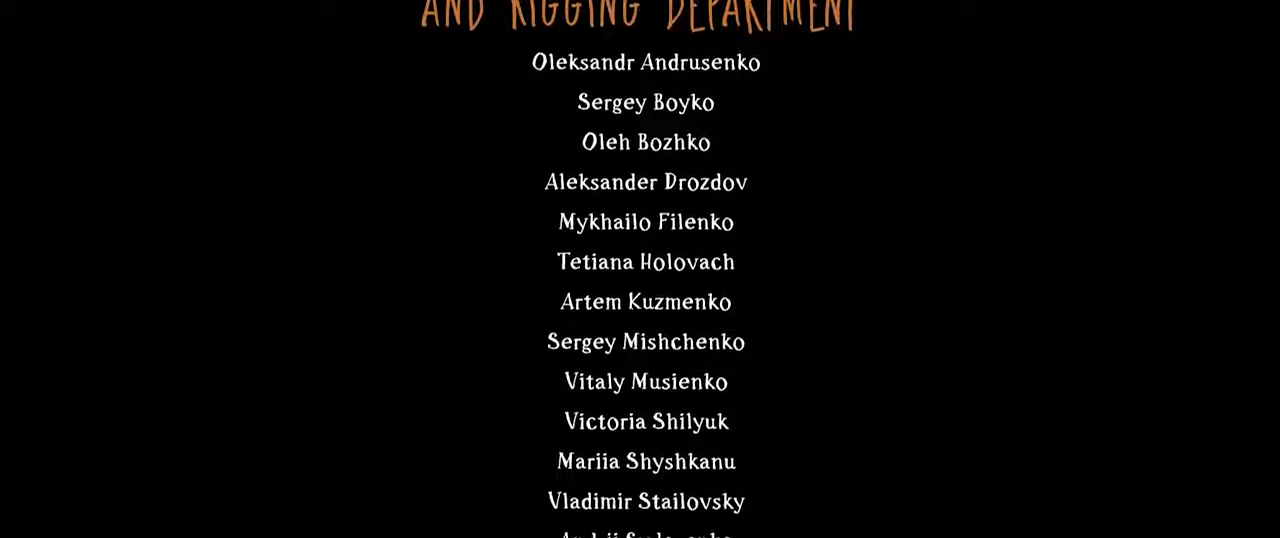 AND RIGGING DEPARTMENT
Oleksandr Andrusenko
Sergey Boyko
Oleh Bozhko
Aleksander Drozdov
Mykhailo Filenko
Tetiana Holovach
Artem Kuzmenko
Sergey Mishchenko
Vitaly Musienko
Victoria Shilyuk
Mariia Shyshkanu
Vladimir Stailovsky